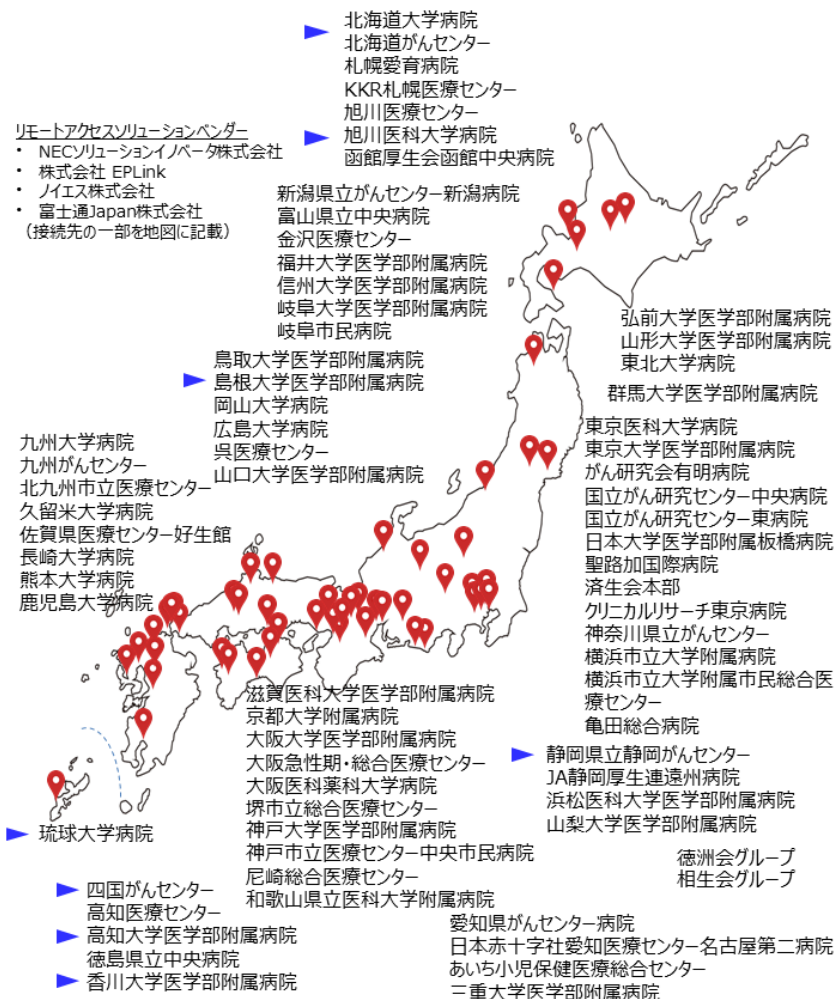 北海道大学病院
北海道がんセンター
札幌愛育病院
KKR札幌医療センター
旭川医療センター
旭川医科大学病院
函館厚生会函館中央病院
リモートアクセスソリューションベンダー
• NECソリューションイノベータ株式会社
• 株式会社 EPLink
• ノイエス株式会社
• 富士通Japan株式会社
(接続先の一部を地図に記載)
新潟県立がんセンター新潟病院
富山県立中央病院
金沢医療センター
福井大学医学部附属病院
信州大学医学部附属病院
岐阜大学医学部附属病院
岐阜市民病院
弘前大学医学部附属病院
山形大学医学部附属病院
東北大学病院
群馬大学医学部附属病院
鳥取大学医学部附属病院
島根大学医学部附属病院
岡山大学病院
広島大学病院
呉医療センター
山口大学医学部附属病院
九州大学病院
九州がんセンター
北九州市立医療センター
久留米大学病院
佐賀県医療センター好生館
長崎大学病院
熊本大学病院
鹿児島大学病院
東京医科大学病院
東京大学医学部附属病院
がん研究会有明病院
国立がん研究センター中央病院
国立がん研究センター東病院
日本大学医学部附属板橋病院
聖路加国際病院
済生会本部
クリニカルリサーチ東京病院
神奈川県立がんセンター
横浜市立大学附属病院
横浜市立大学附属市民総合医
療センター
亀田総合病院
滋賀医科大学医学部附属病院
京都大学附属病院
大阪大学医学部附属病院
大阪急性期・総合医療センター
大阪医科薬科大学病院
堺市立総合医療センター
神戸大学医学部附属病院
神戸市立医療センター中央市民病院
尼崎総合医療センター
和歌山県立医科大学附属病院
静岡県立静岡がんセンター
JA静岡厚生連遠州病院
浜松医科大学医学部附属病院
山梨大学医学部附属病院
徳洲会グループ
相生会グループ
琉球大学病院
四国がんセンター
高知医療センター
高知大学医学部附属病院
徳島県立中央病院
香川大学医学部附属病院
愛知県がんセンター病院
日本赤十字社愛知医療センター名古屋第二病院
あいち小児保健医療総合センター
三重大学医学部附属病院